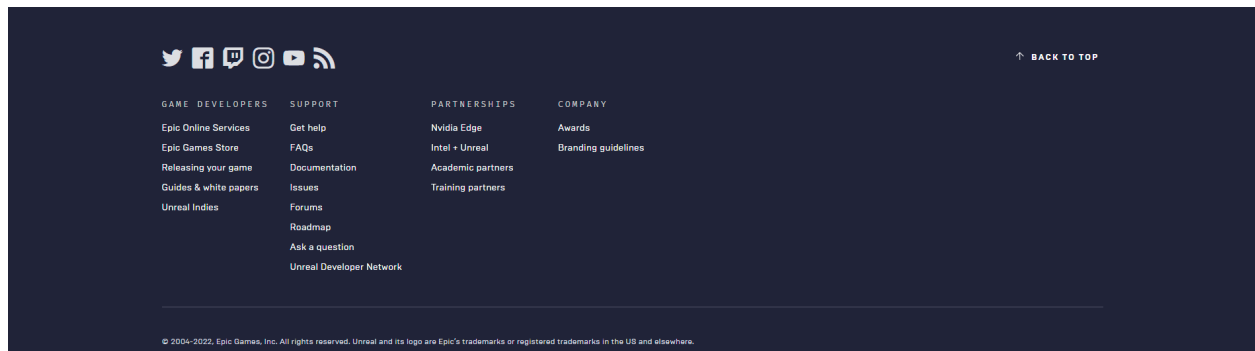 BACK TO TOP
GAME DEVELOPERS
Epic Online Services
Epic Games Store
Releasing your game
Guides & white papers
Unreal Indies
SUPPORT
Get help
FAQs
Documentation
Issues
Forums
Roadmap
Ask a question
Unreal Developer Network
PARTNERSHIPS
Nvidia Edge
Intel + Unreal
Academic partners
Training partners
COMPANY
Awards
Branding guidelines
© 2004-2022, Epic Games, Inc. All rights reserved. Unreal and its logo are Epic's trademarks or registered trademarks in the US and elsewhere.